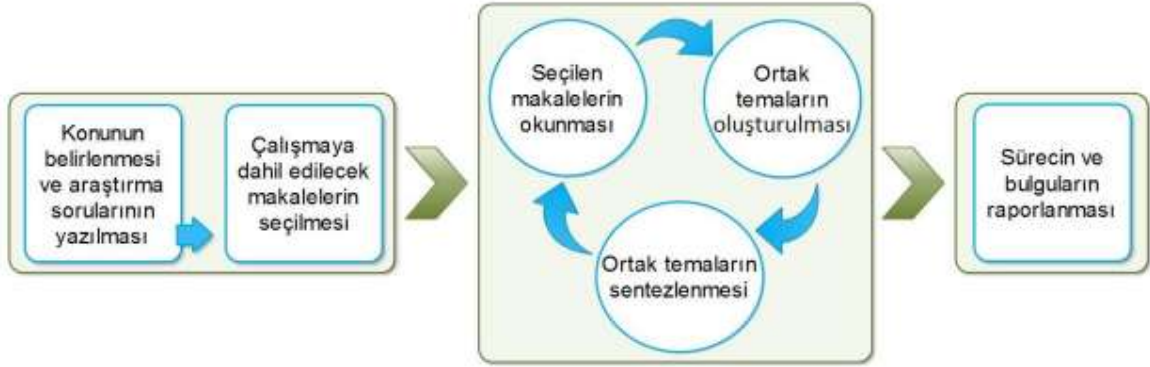 Konunun
belirlenmesi
ve araştırma
sorularının
yazılması
Çalışmaya
dahil edilecek
makalelerin
seçilmesi
Seçilen
makalelerin
okunması
Ortak
temaların
oluşturulması
Ortak temaların
sentezlenmesi
Sürecin ve
bulguların
raporlanması